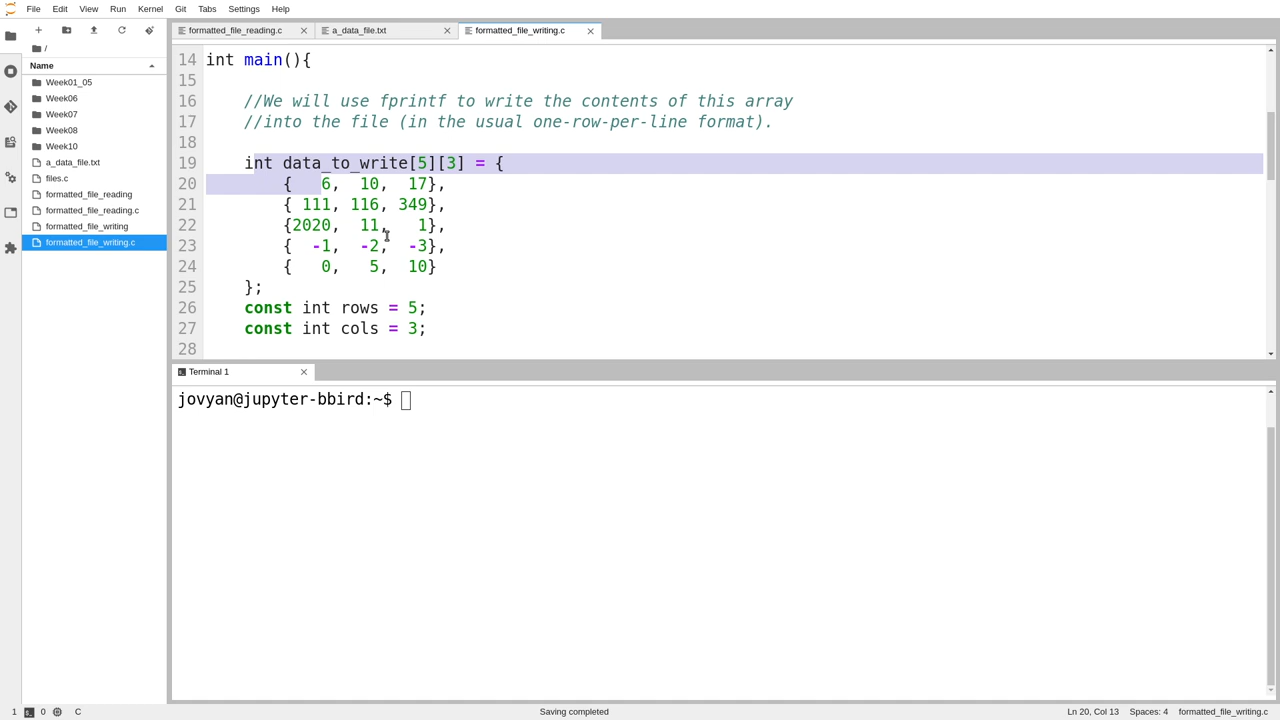 File Edit View Run Kernel Git Tabs Settings Help
formatted_file_reading.c a_data_file.txt formatted_file_writing.c
/
Name
Week01_05
Week06
Week07
Week08
Week10
a_data_file.txt
files.c
formatted_file_reading
formatted_file_reading.c
formatted_file_writing
formatted_file_writing.c
14 int main(){
15
16 //We will use fprintf to write the contents of this array
17 //into the file (in the usual one-row-per-line format).
18
19 int data_to_write[5][3] = {
20 { 6, 10, 17},
21 { 111, 116, 349},
22 {2020, 11, 1},
23 { -1, -2, -3},
24 { 0, 5, 10}
25 };
26 const int rows = 5;
27 const int cols = 3;
28
Terminal 1
jovyan@jupyter-bbird:~$
1 0 C Saving completed Ln 20, Col 13 Spaces: 4 formatted_file_writing.c